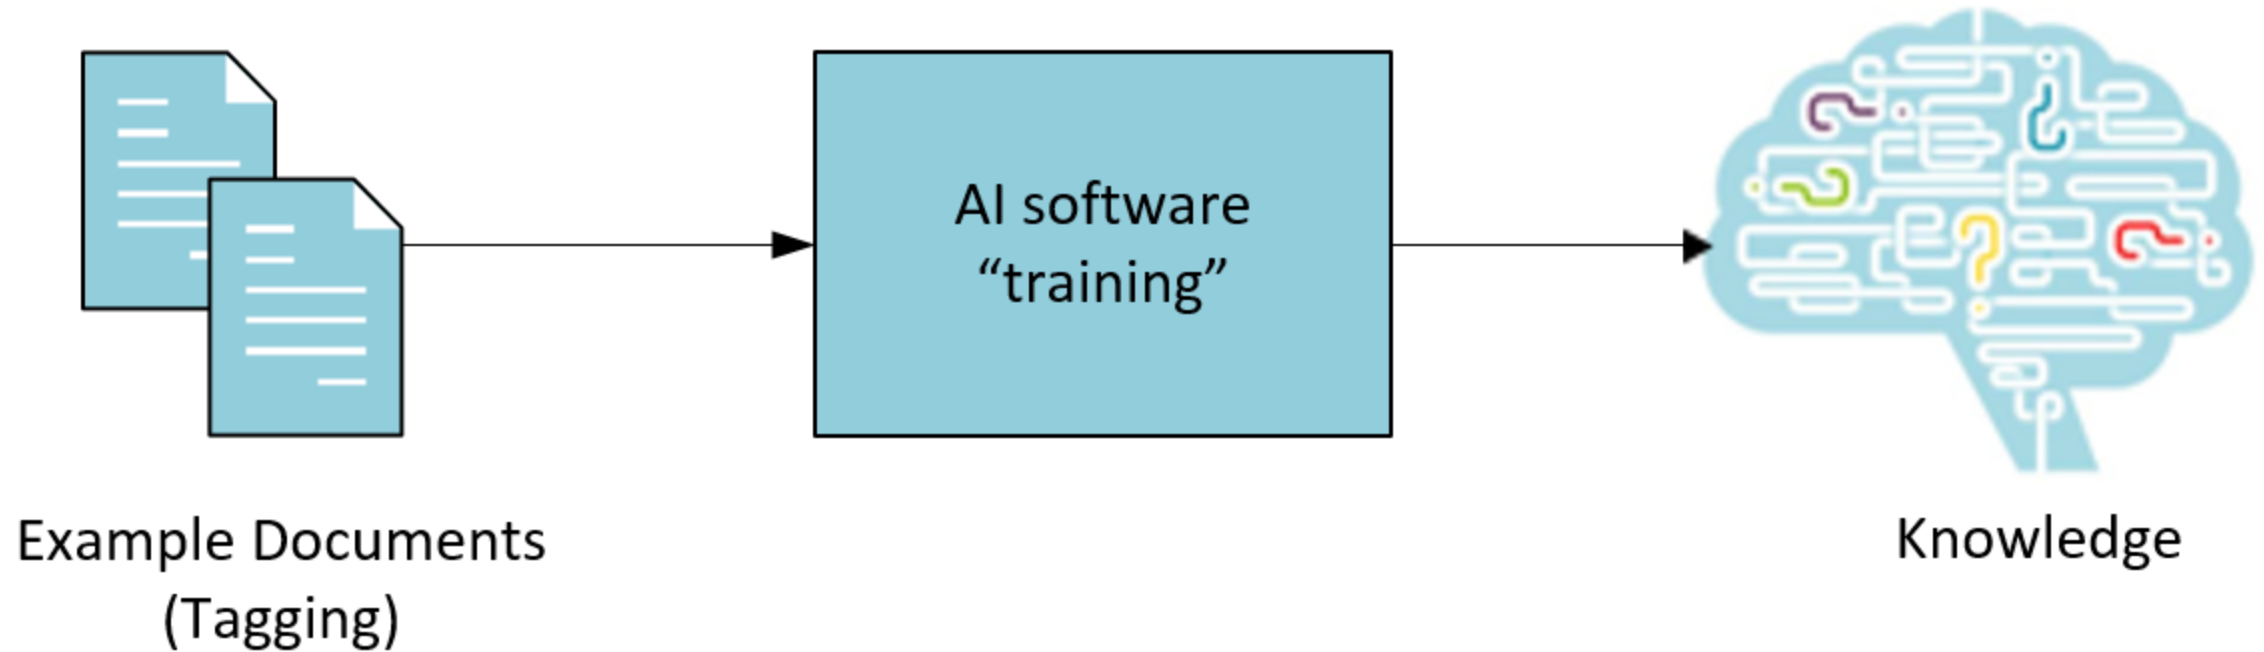 AI software
“training”
Example Documents
(Tagging)
Knowledge